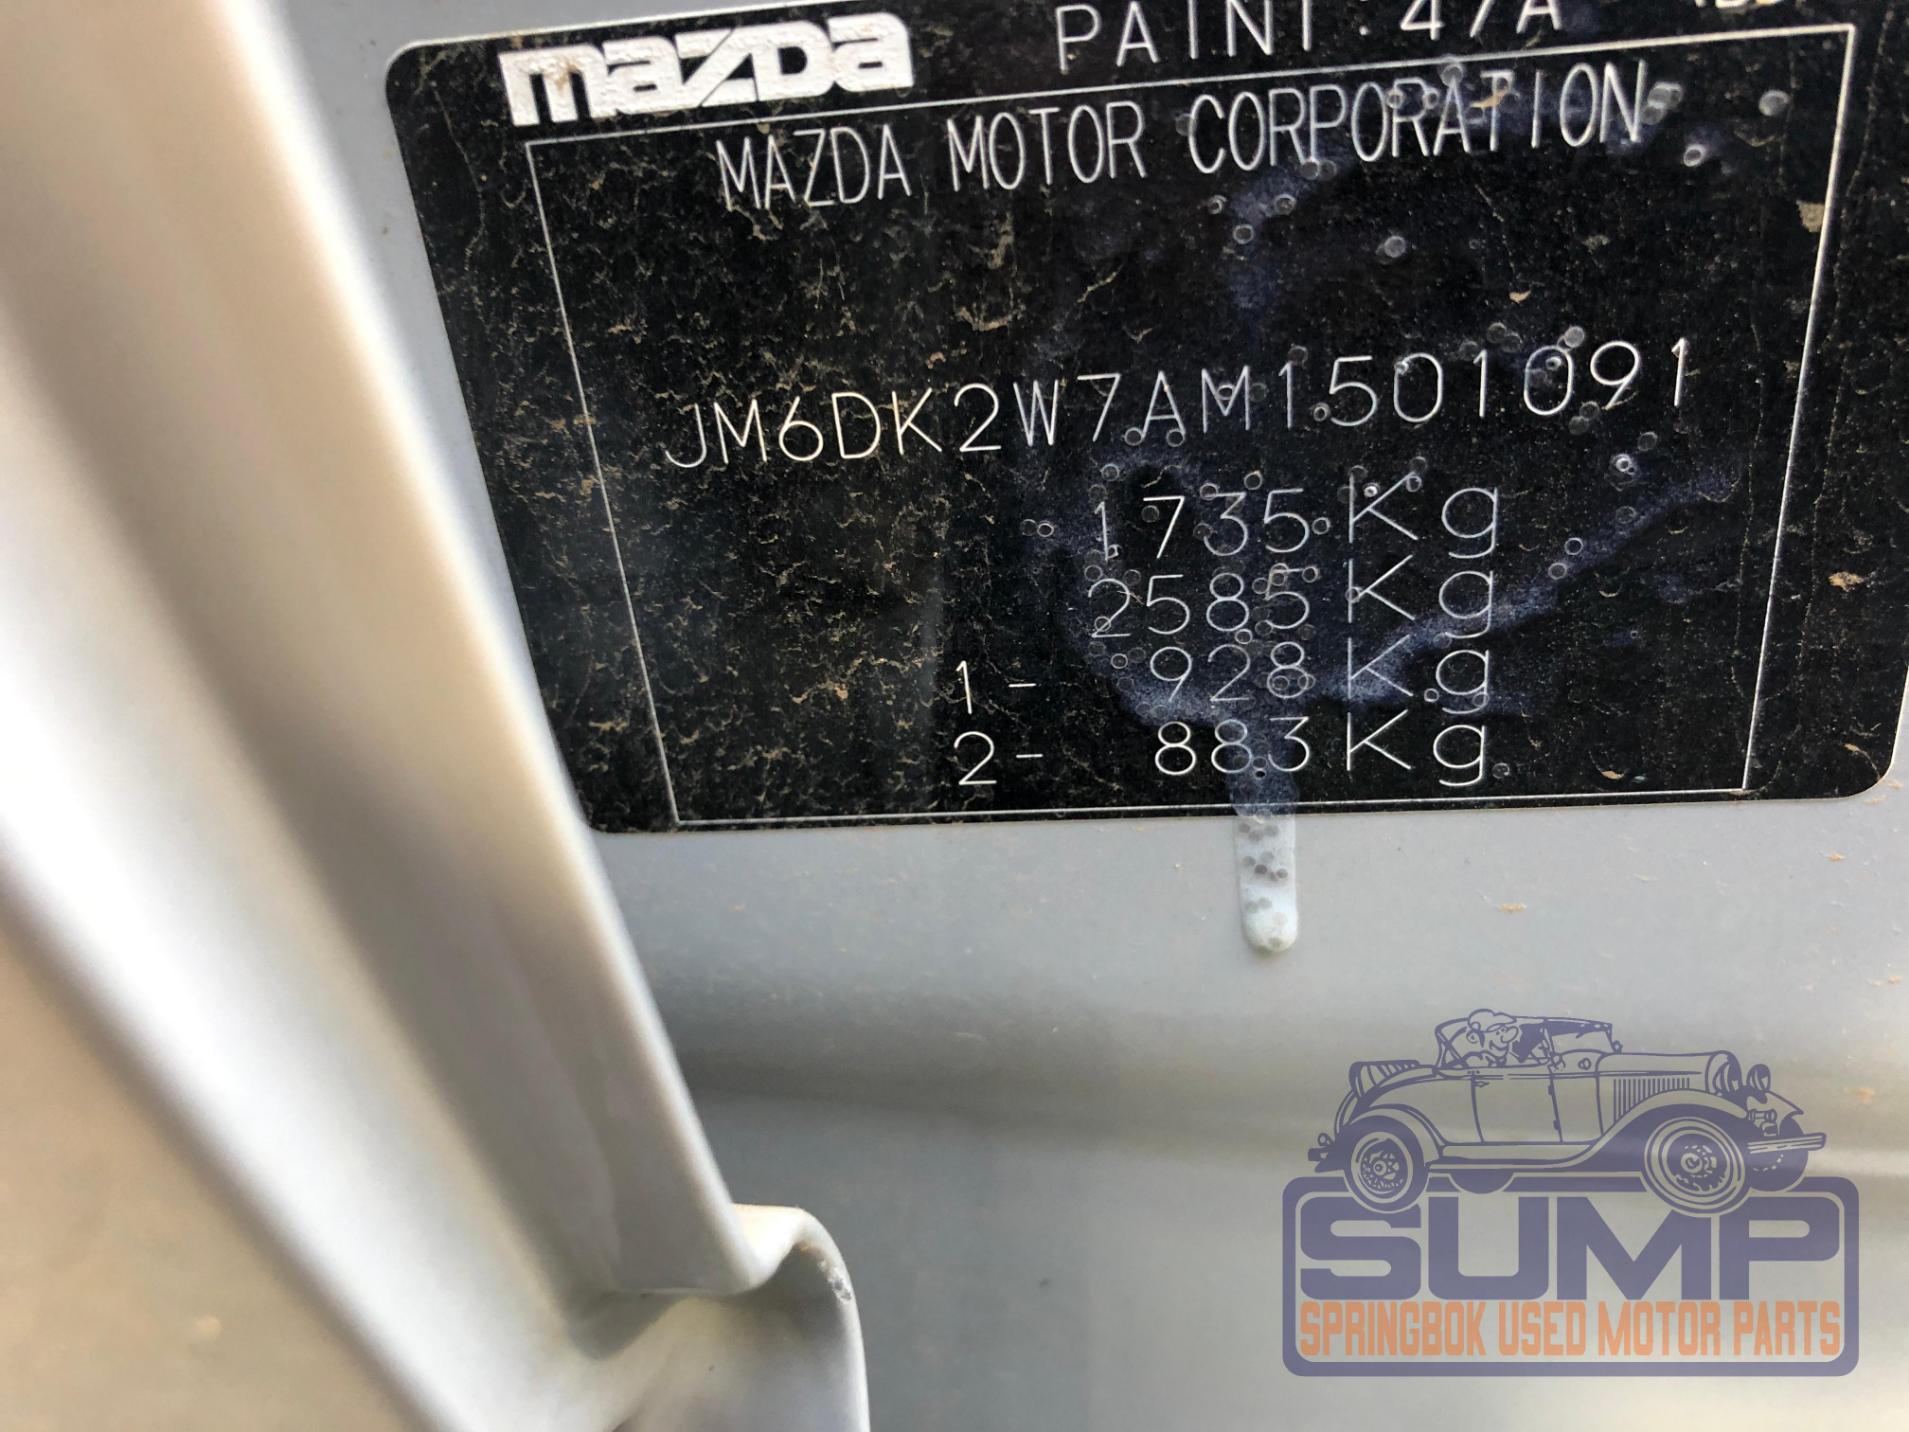 mazda PAINT:47A
MAZDA MOTOR CORPORATION
JM6DK2W7AM1501091
1735Kg
2585Kg
1- 928Kg
2- 883Kg
SUMP
SPRINGBOK USED MOTOR PARTS